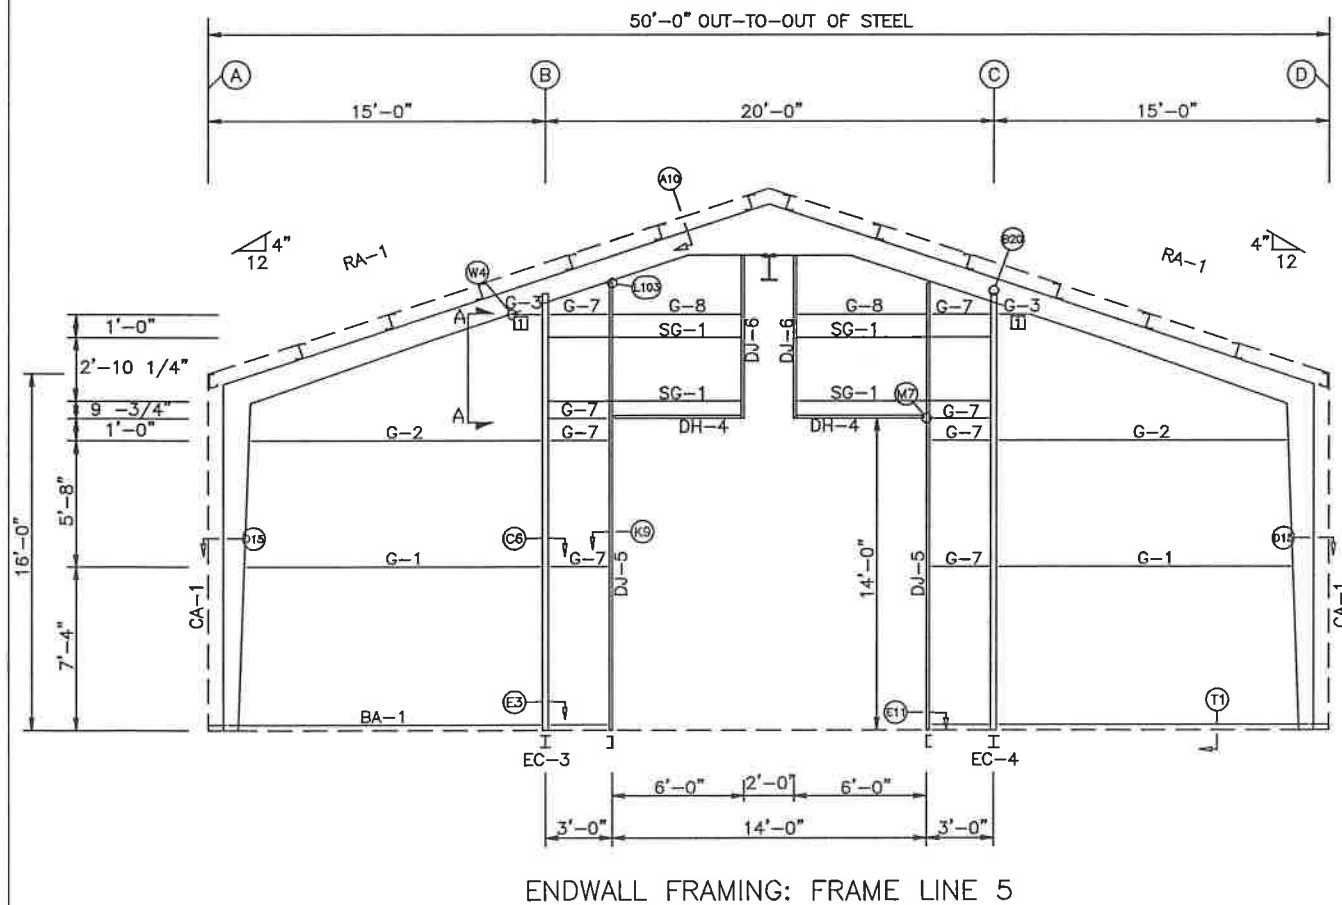 50'-0" OUT-TO-OUT OF STEEL
A B C D
15'-0" 20'-0" 15'-0"
A10
4"
12
RA-1
W4
L103
B20
RA-1
4"
12
G-3 G-7 G-8 G-8 G-7 G-3
A
1
1
1'-0"
SG-1 SG-1
DJ-6 DJ-6
2'-10 1/4"
SG-1 SG-1
M7
9 -3/4"
A
G-7 G-7
DH-4 DH-4
1'-0"
G-2 G-7 G-7 G-2
5'-8"
16'-0"
D15
C6
K9
D15
G-1 G-7 G-7 G-1
DJ-5
14'-0"
DJ-5
CA-1
CA-1
7'-4"
E3
E11
T1
BA-1
EC-3 EC-4
6'-0" 2'-0" 6'-0"
3'-0" 14'-0" 3'-0"
ENDWALL FRAMING: FRAME LINE 5